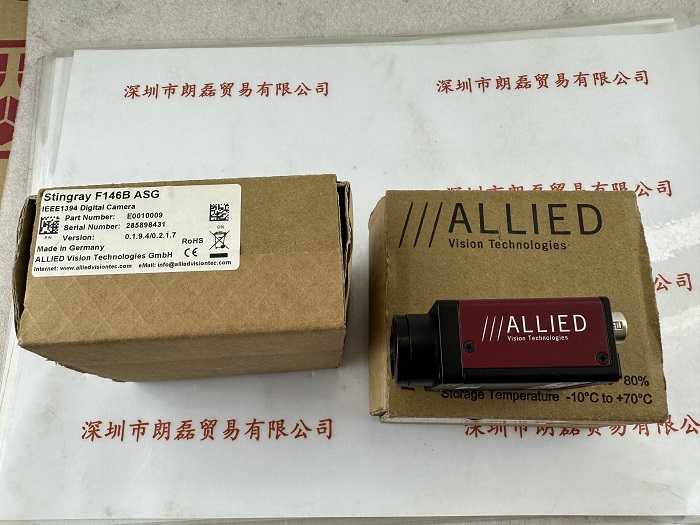 深圳市朗磊贸易有限公司
深圳市朗磊贸易有限公司
Stingray F146B ASG
IEEE1394 Digital Camera
Part Number: E0010009
Serial Number: 285898431
Version: 0.1.9.4/0.2.1.7
Made in Germany
ALLIED Vision Technologies GmbH
Internet: www.alliedvisiontec.com eMail: info@alliedvisiontec.com
PN
SN
RoHS
CE
///ALLIED
Vision Technologies
///ALLIED
Vision Technologies
80%
Storage Temperature -10°C to +70°C
深圳市朗磊贸易有限公司
深圳市朗磊贸易有限公司